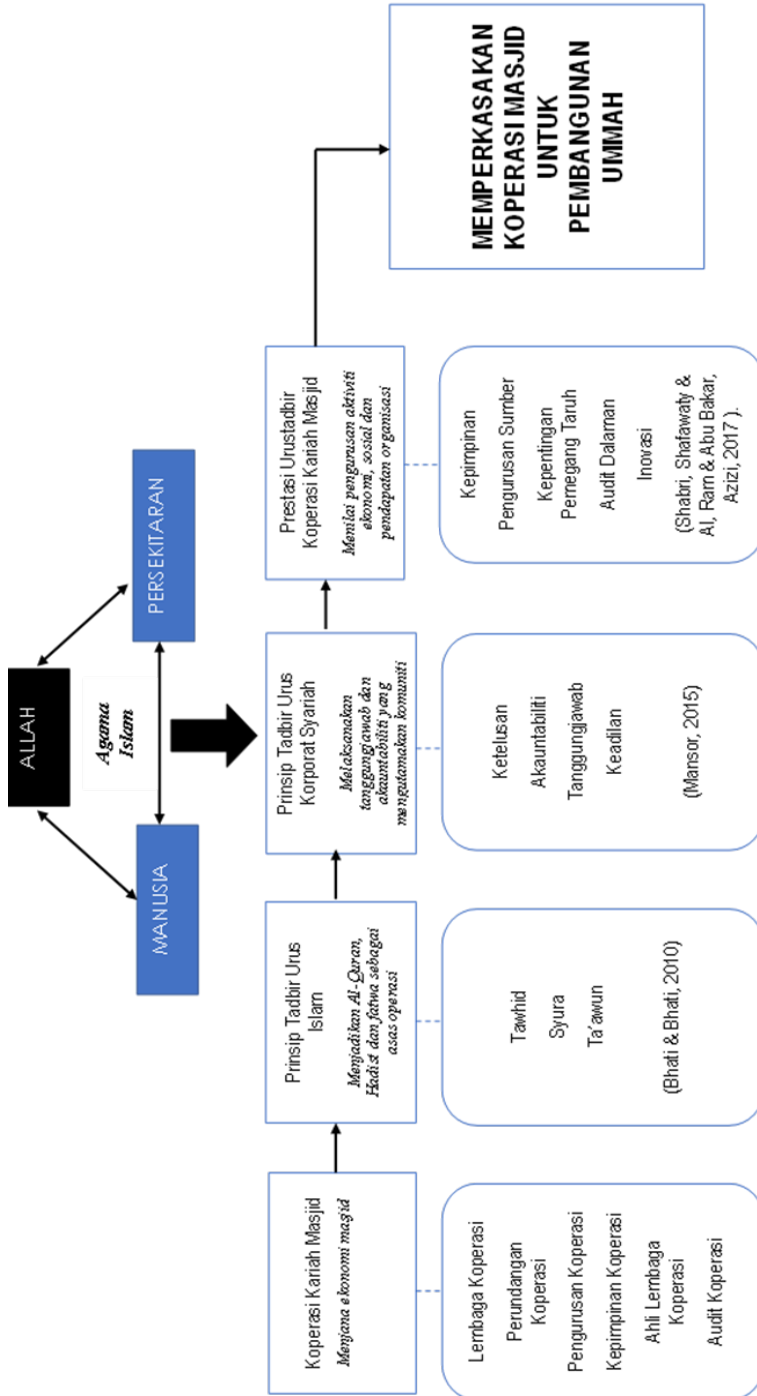 ALLAH
MANUSIA
Agama
Islam
PERSEKITARAN
Koperasi Kariah Masjid
Menjana ekonomi masjid
Prinsip Tadbir Urus
Islam
Menjadikan Al-Quran,
Hadist dan fatwa sebagai
asas operasi
Prinsip Tadbir Urus
Korporat Syariah
Melaksanakan
tanggungjawab dan
akauntabiliti yang
mengutamakan komuniti
Prestasi Urustadbir
Koperasi Kariah Masjid
Menilai pengurusan aktiviti
ekonomi, sosial dan
pendapatan organisasi
MEMPERKASAKAN
KOPERASI MASJID
UNTUK
PEMBANGUNAN
UMMAH
Lembaga Koperasi
Perundangan
Koperasi
Pengurusan Koperasi
Kepimpinan Koperasi
Ahli Lembaga
Koperasi
Audit Koperasi
Tawhid
Syura
Ta'awun
(Bhati & Bhati, 2010)
Ketelusan
Akauntabiliti
Tanggungjawab
Keadilan
(Mansor, 2015)
Kepimpinan
Pengurusan Sumber
Kepentingan
Pemegang Taruh
Audit Dalaman
Inovasi
(Shabri, Shafawaty &
Al, Ram & Abu Bakar,
Azizi, 2017 ).